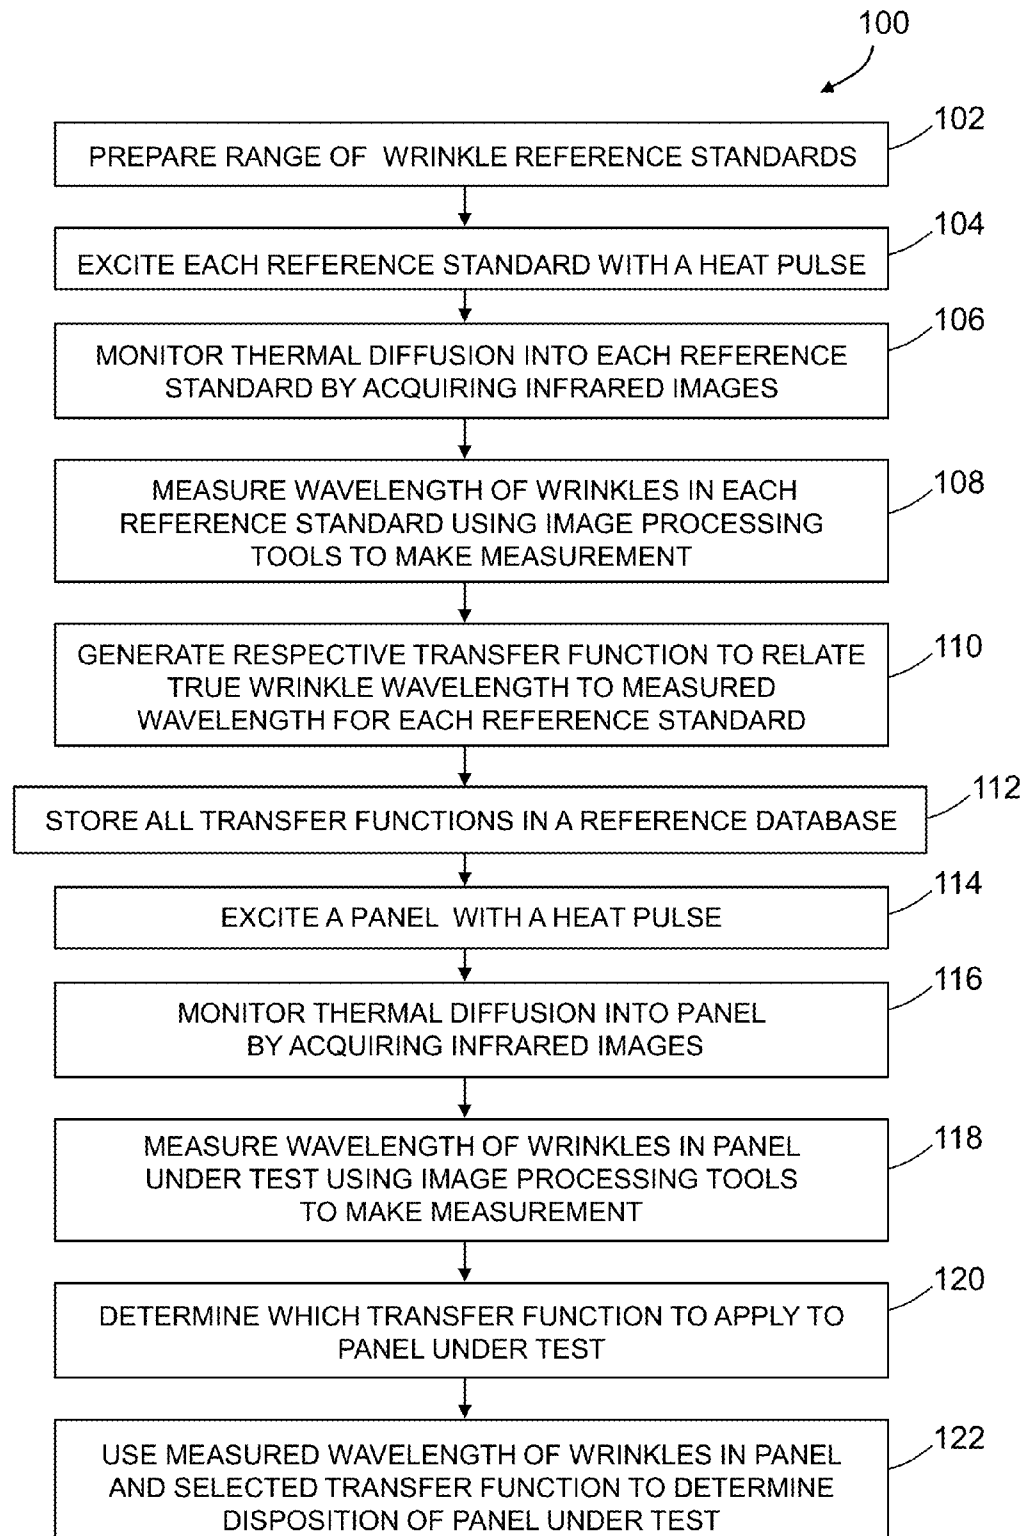 100
102
PREPARE RANGE OF WRINKLE REFERENCE STANDARDS
104
EXCITE EACH REFERENCE STANDARD WITH A HEAT PULSE
106
MONITOR THERMAL DIFFUSION INTO EACH REFERENCE
STANDARD BY ACQUIRING INFRARED IMAGES
108
MEASURE WAVELENGTH OF WRINKLES IN EACH
REFERENCE STANDARD USING IMAGE PROCESSING
TOOLS TO MAKE MEASUREMENT
110
GENERATE RESPECTIVE TRANSFER FUNCTION TO RELATE
TRUE WRINKLE WAVELENGTH TO MEASURED
WAVELENGTH FOR EACH REFERENCE STANDARD
112
STORE ALL TRANSFER FUNCTIONS IN A REFERENCE DATABASE
114
EXCITE A PANEL WITH A HEAT PULSE
116
MONITOR THERMAL DIFFUSION INTO PANEL
BY ACQUIRING INFRARED IMAGES
118
MEASURE WAVELENGTH OF WRINKLES IN PANEL
UNDER TEST USING IMAGE PROCESSING TOOLS
TO MAKE MEASUREMENT
120
DETERMINE WHICH TRANSFER FUNCTION TO APPLY TO
PANEL UNDER TEST
122
USE MEASURED WAVELENGTH OF WRINKLES IN PANEL
AND SELECTED TRANSFER FUNCTION TO DETERMINE
DISPOSITION OF PANEL UNDER TEST